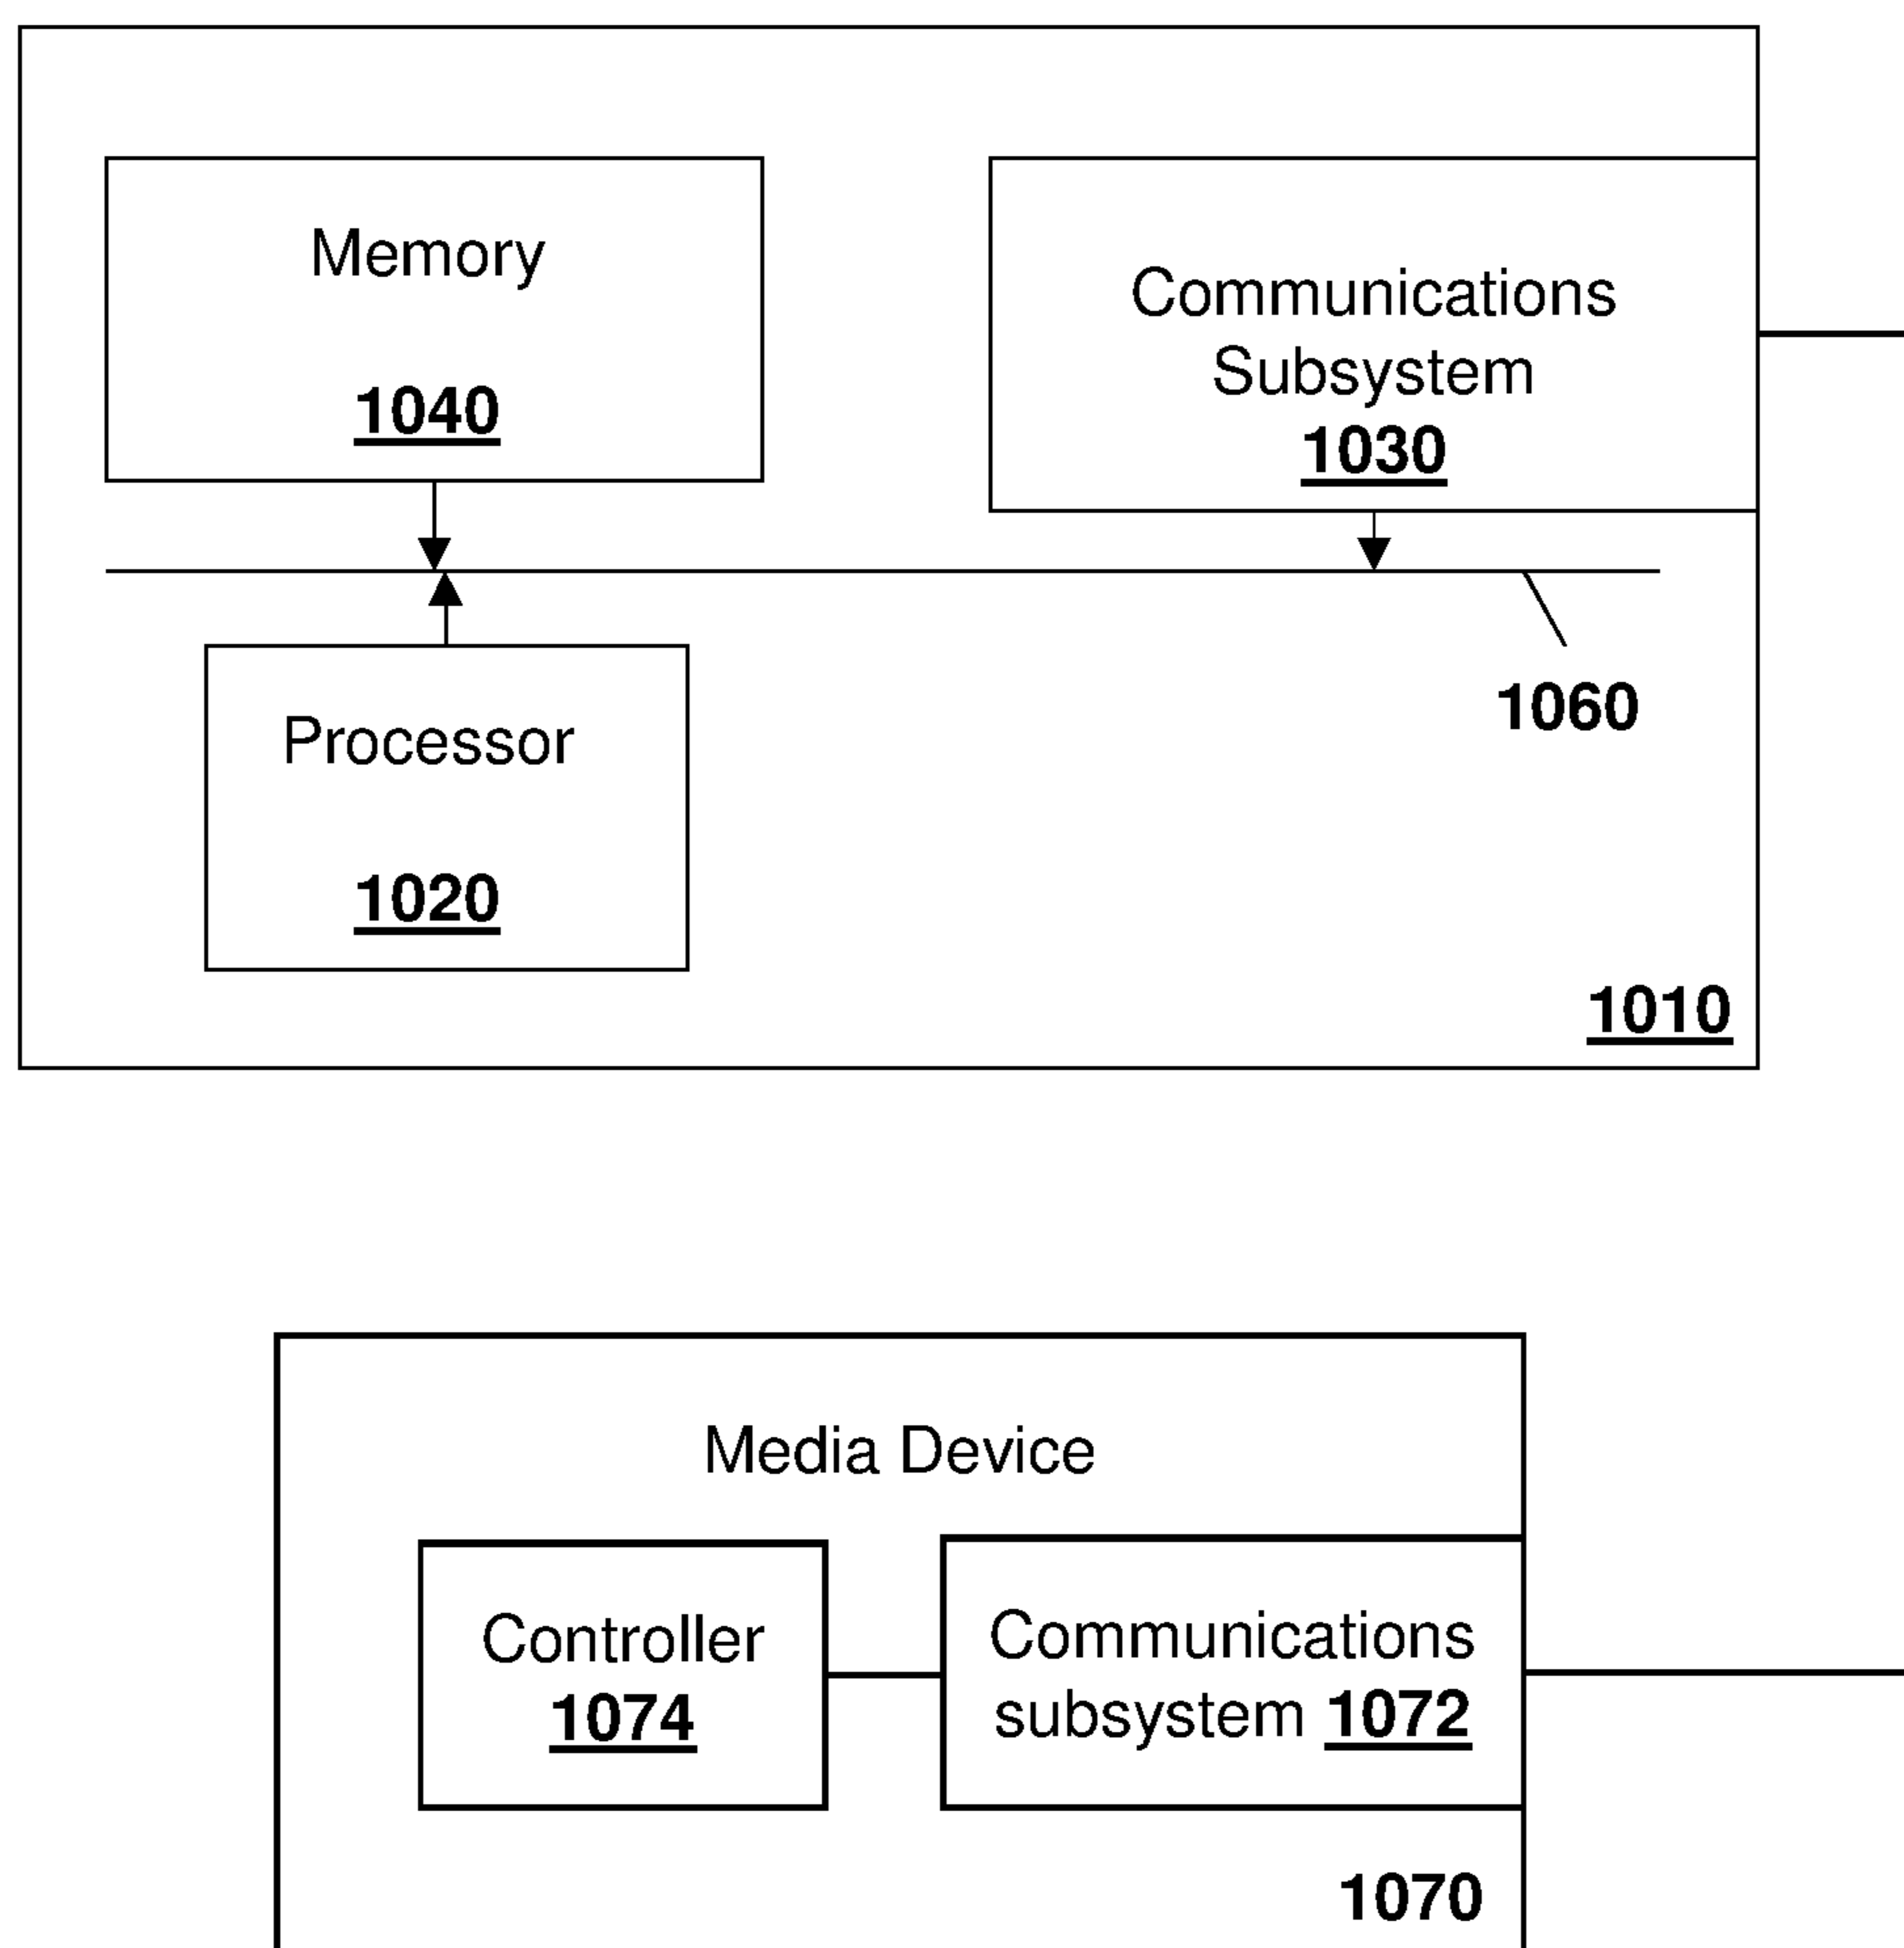 Memory
1040
Communications
Subsystem
1030
1060
Processor
1020
1010
Media Device
Controller
1074
Communications
subsystem 1072
1070